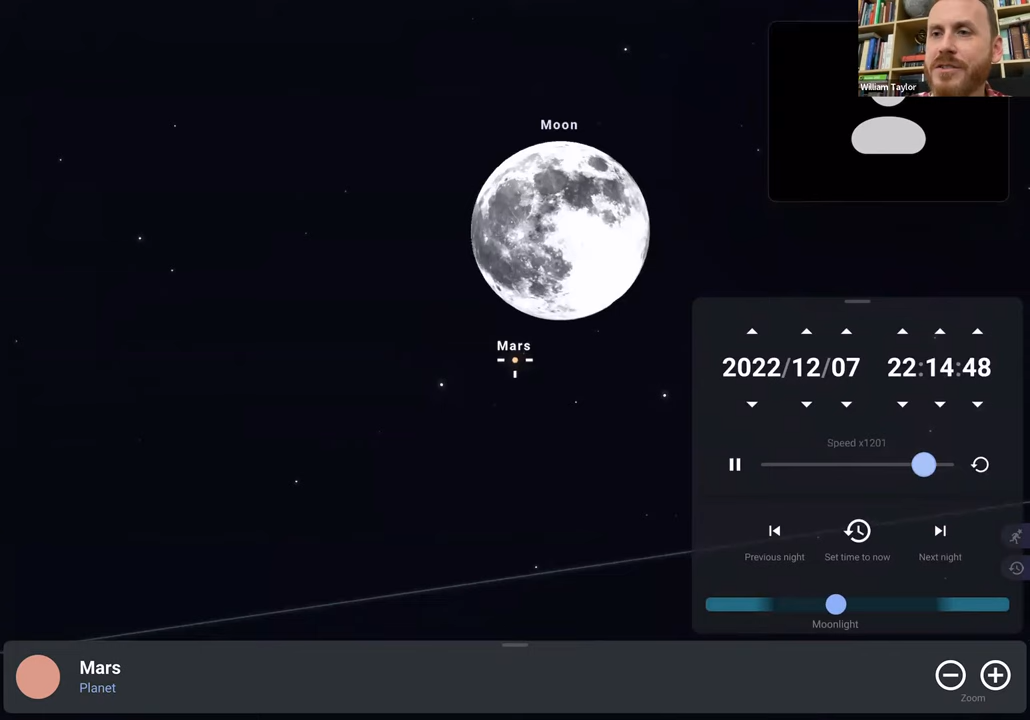 William Taylor
Moon
Mars
2022/12/07 22:14:48
Speed x1201
Previous night
Set time to now
Next night
Moonlight
Mars
Planet
Zoom